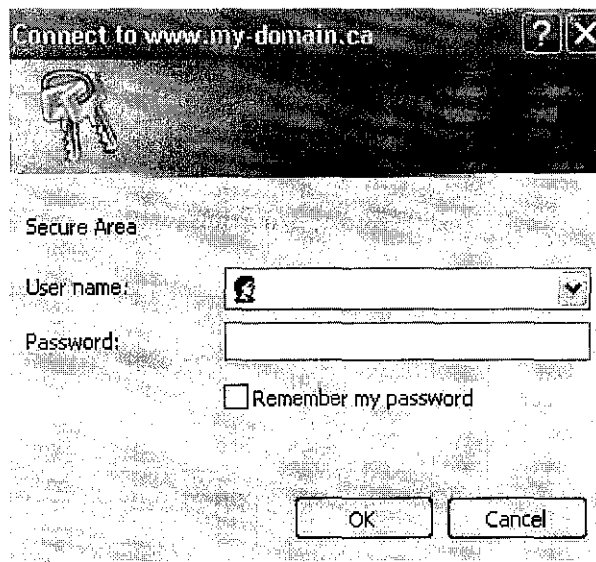 Connect to www.my-domain.ca
Secure Area
User name:
Password:
Remember my password
OK
Cancel